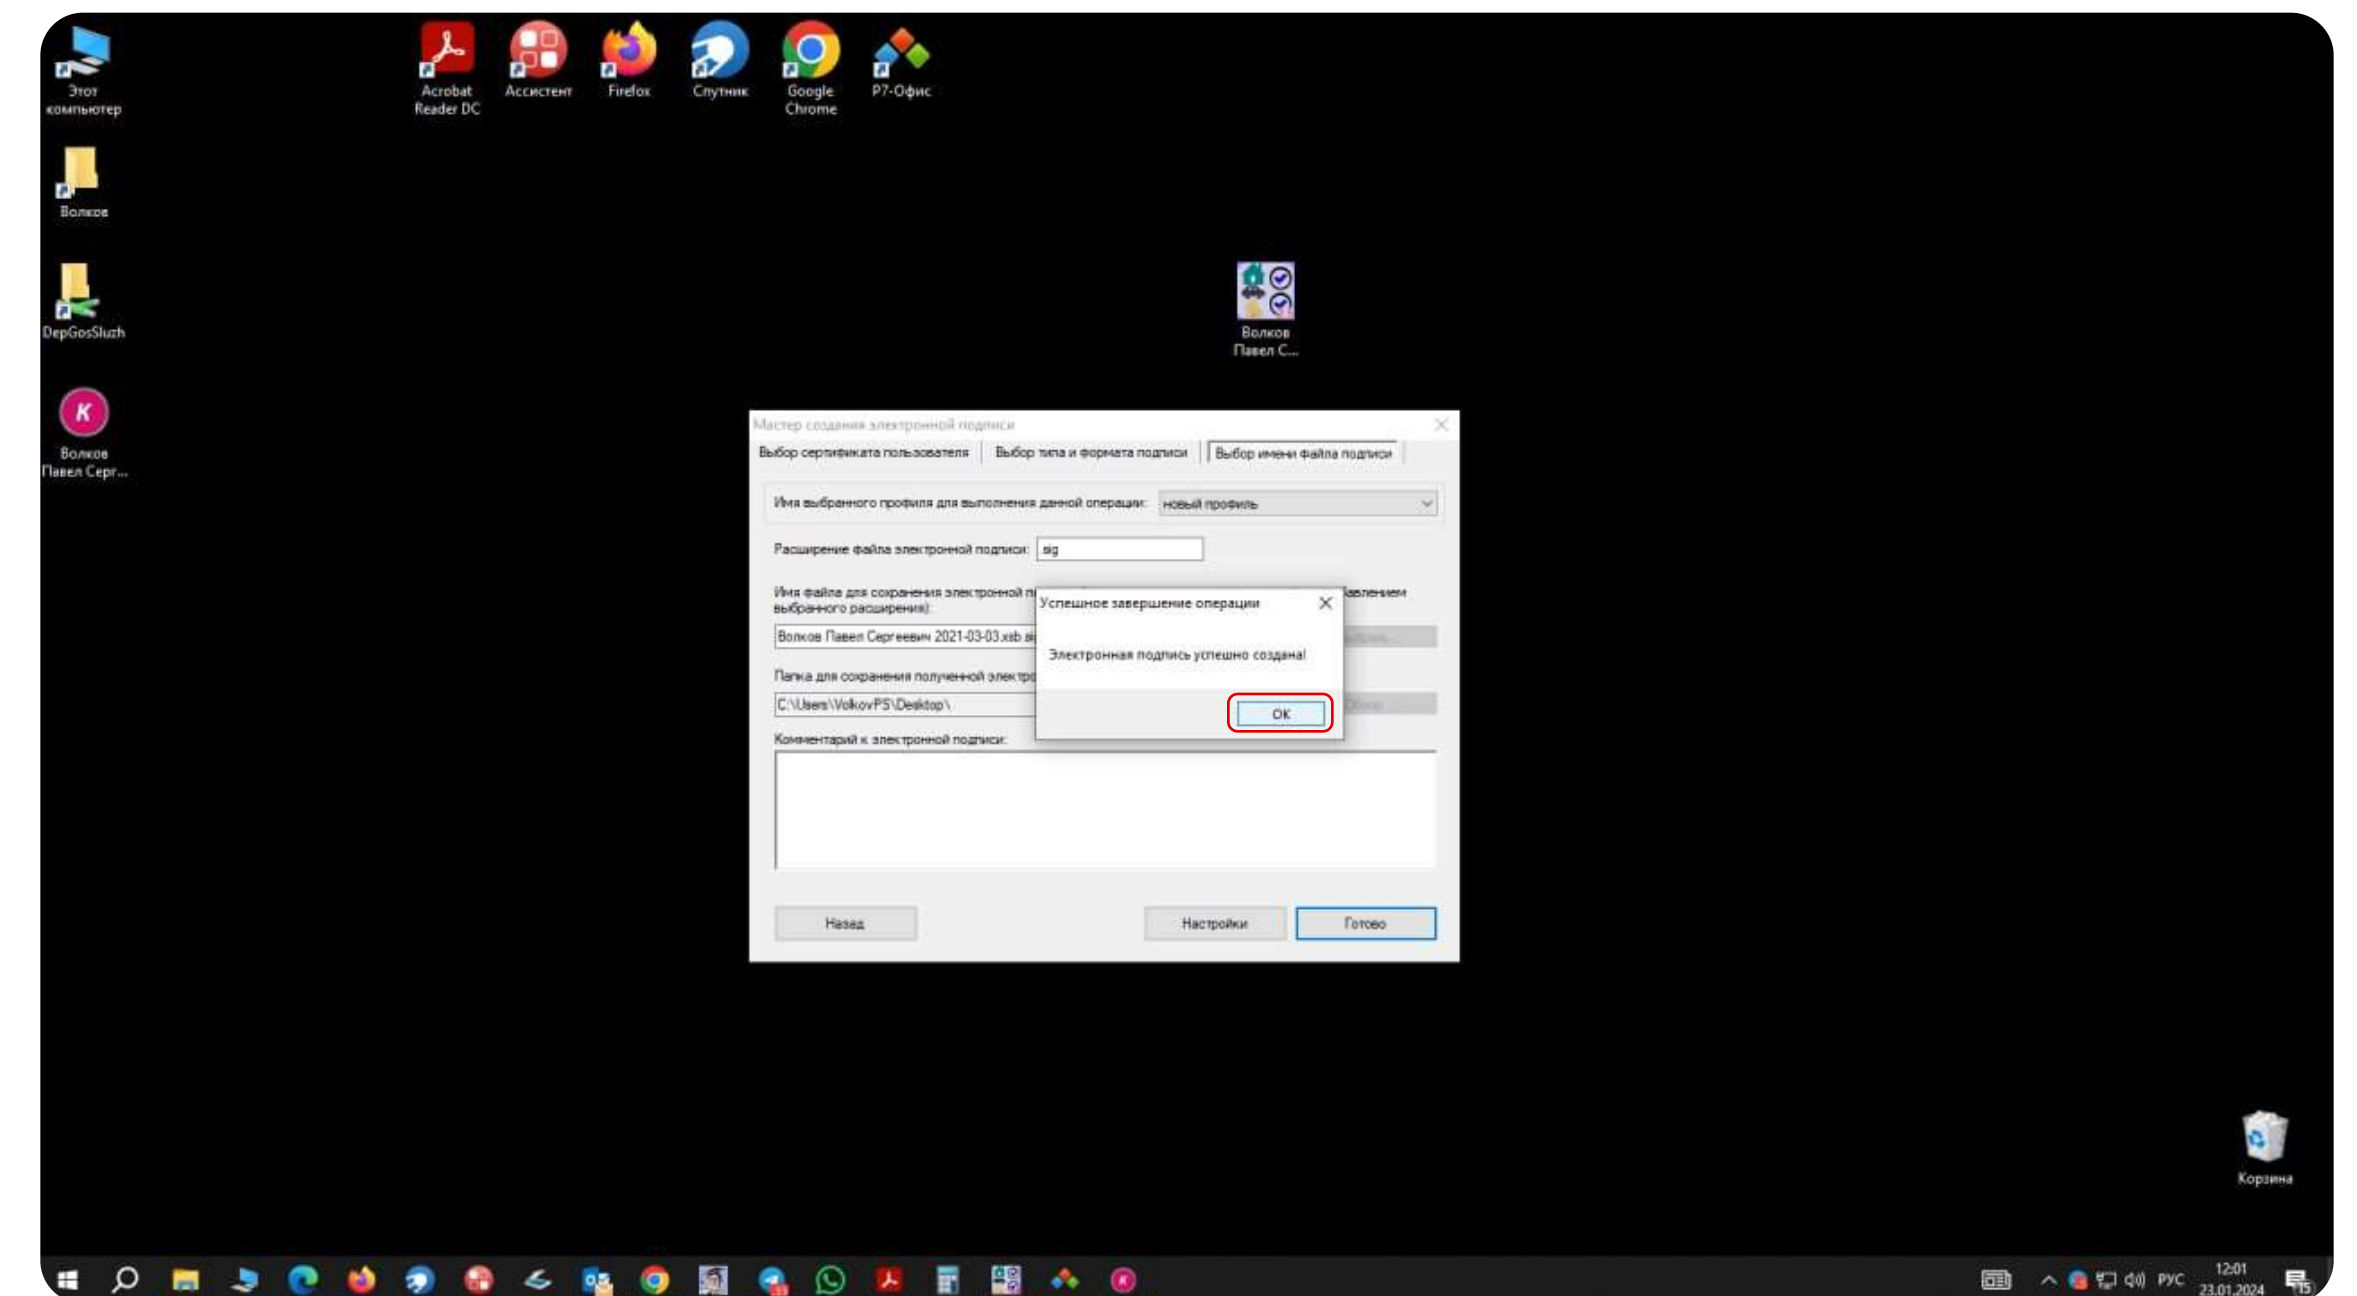 Этот
компьютер
Acrobat
Reader DC
Ассистент
Firefox
Спутник
Google
Chrome
Р7-Офис
Волков
DepGosSluzh
Волков
Павел С...
Волков
Павел Серг...
Мастер создания электронной подписи
Выбор сертификата пользователя
Выбор типа и формата подписи
Выбор имени файла подписи
Имя выбранного профиля для выполнения данной операции:
новый профиль
Расширение файла электронной подписи:
sig
Имя файла для сохранения электронной
выбранного расширения):
Волков Павел Сергеевич 2021-03-03.xsb
Успешное завершение операции
Электронная подпись успешно создана!
OK
Папка для сохранения полученной
C:\Users\VolkovPS\Desktop\
Комментарий к электронной подписи:
Назад
Настройки
Готово
Корзина
РУС
12:01
23.01.2024
15